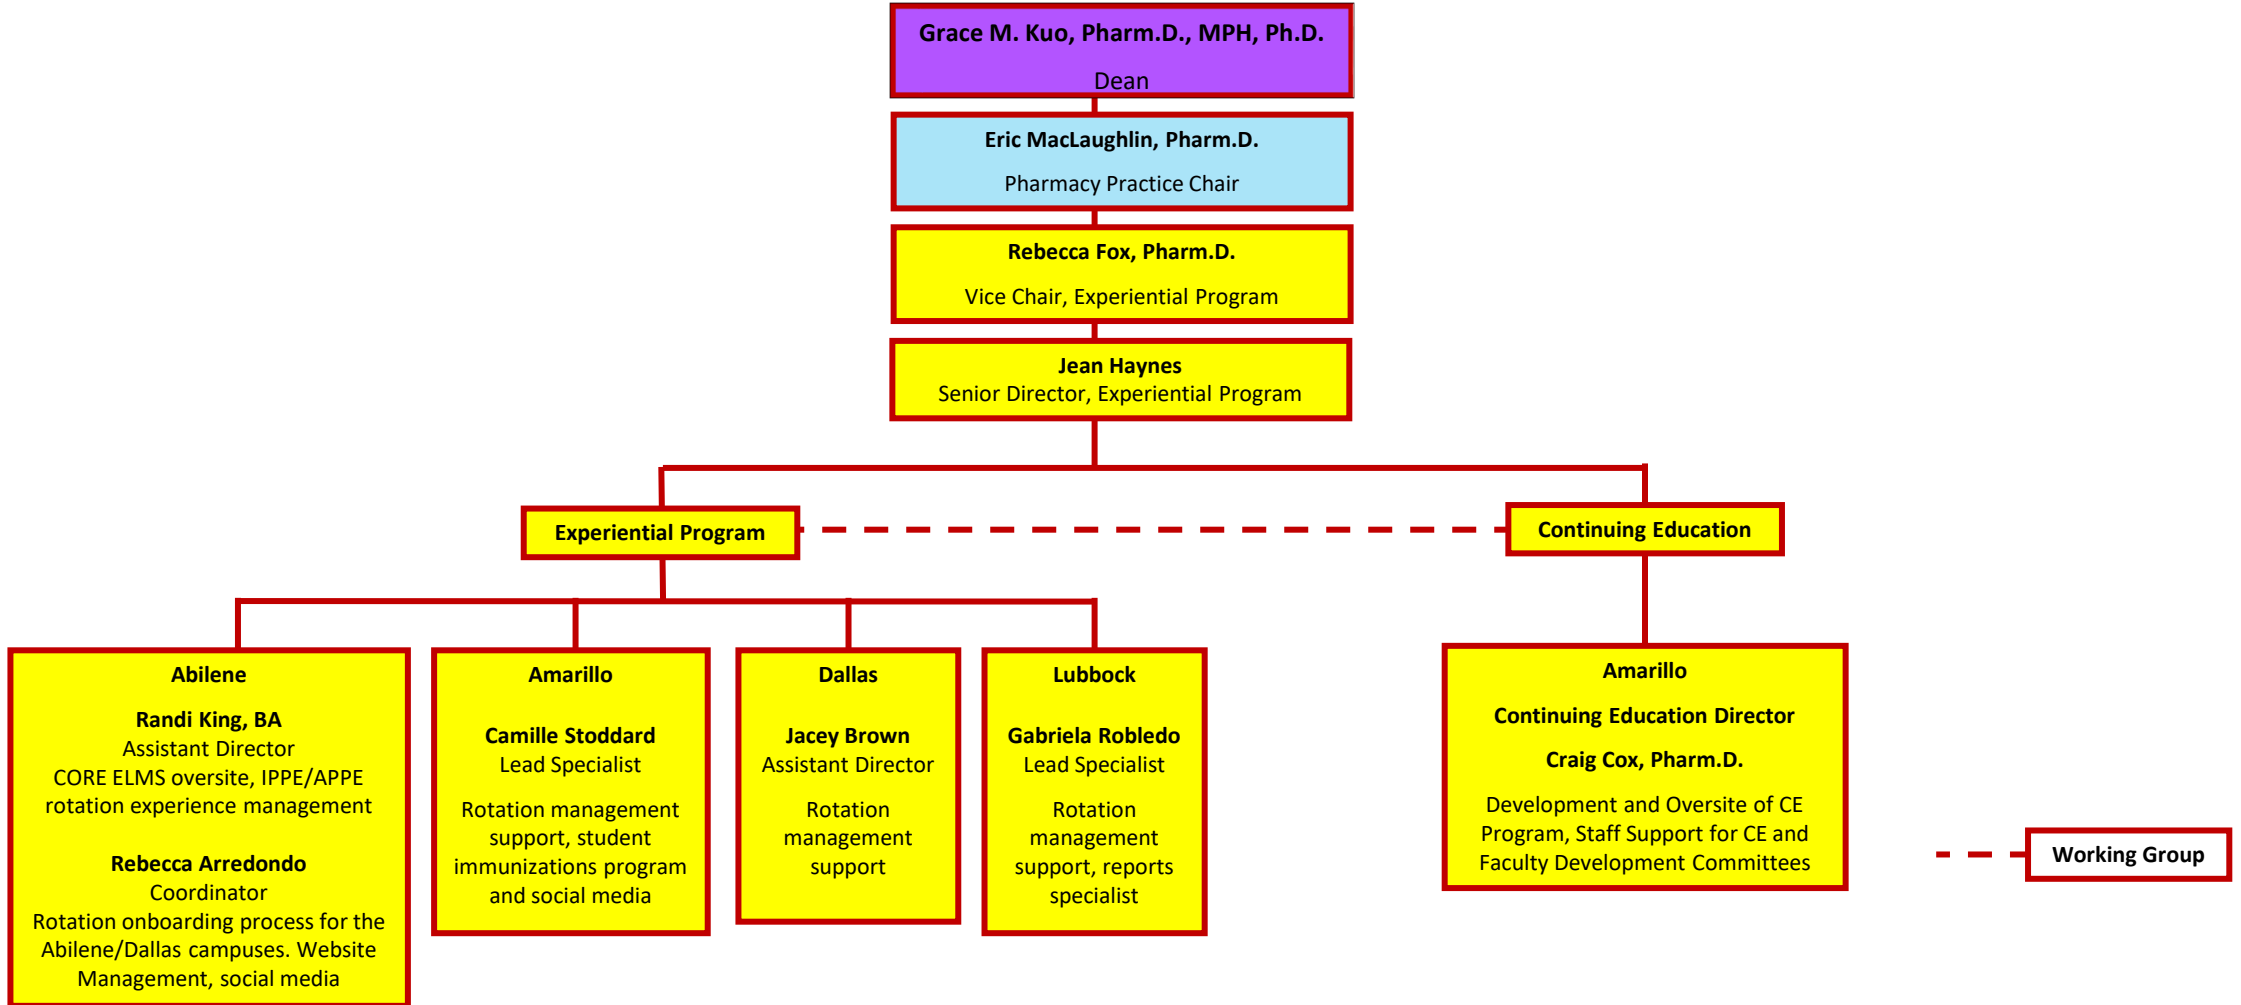 Grace M. Kuo, Pharm.D., MPH, Ph.D.
Dean
Eric MacLaughlin, Pharm.D.
Pharmacy Practice Chair
Rebecca Fox, Pharm.D.
Vice Chair, Experiential Program
Jean Haynes
Senior Director, Experiential Program
Experiential Program
Continuing Education
Abilene
Randi King, BA
Assistant Director
CORE ELMS oversite, IPPE/APPE
rotation experience management
Rebecca Arredondo
Coordinator
Rotation onboarding process for the
Abilene/Dallas campuses. Website
Management, social media
Amarillo
Camille Stoddard
Lead Specialist
Rotation management
support, student
immunizations program
and social media
Dallas
Jacey Brown
Assistant Director
Rotation
management
support
Lubbock
Gabriela Robledo
Lead Specialist
Rotation
management
support, reports
specialist
Amarillo
Continuing Education Director
Craig Cox, Pharm.D.
Development and Oversite of CE
Program, Staff Support for CE and
Faculty Development Committees
Working Group